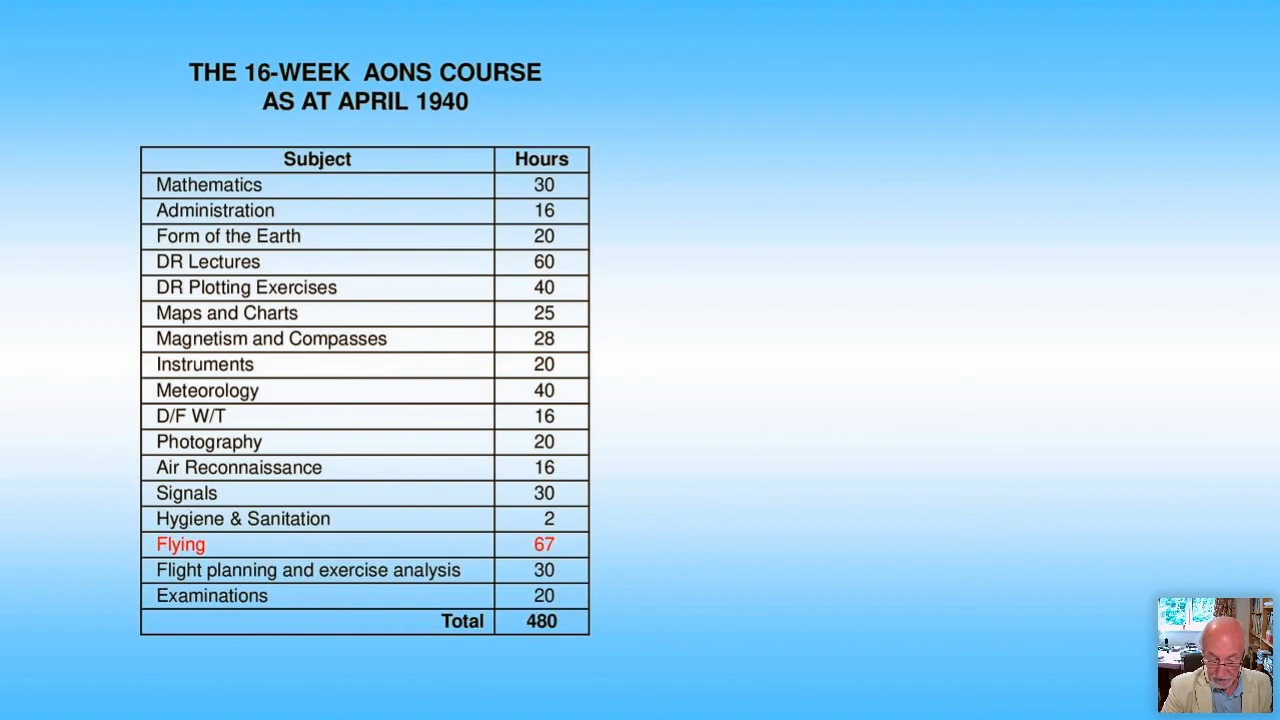 THE 16-WEEK AONS COURSE
AS AT APRIL 1940
Subject Hours
Mathematics 30
Administration 16
Form of the Earth 20
DR Lectures 60
DR Plotting Exercises 40
Maps and Charts 25
Magnetism and Compasses 28
Instruments 20
Meteorology 40
D/F W/T 16
Photography 20
Air Reconnaissance 16
Signals 30
Hygiene & Sanitation 2
Flying 67
Flight planning and exercise analysis 30
Examinations 20
Total 480